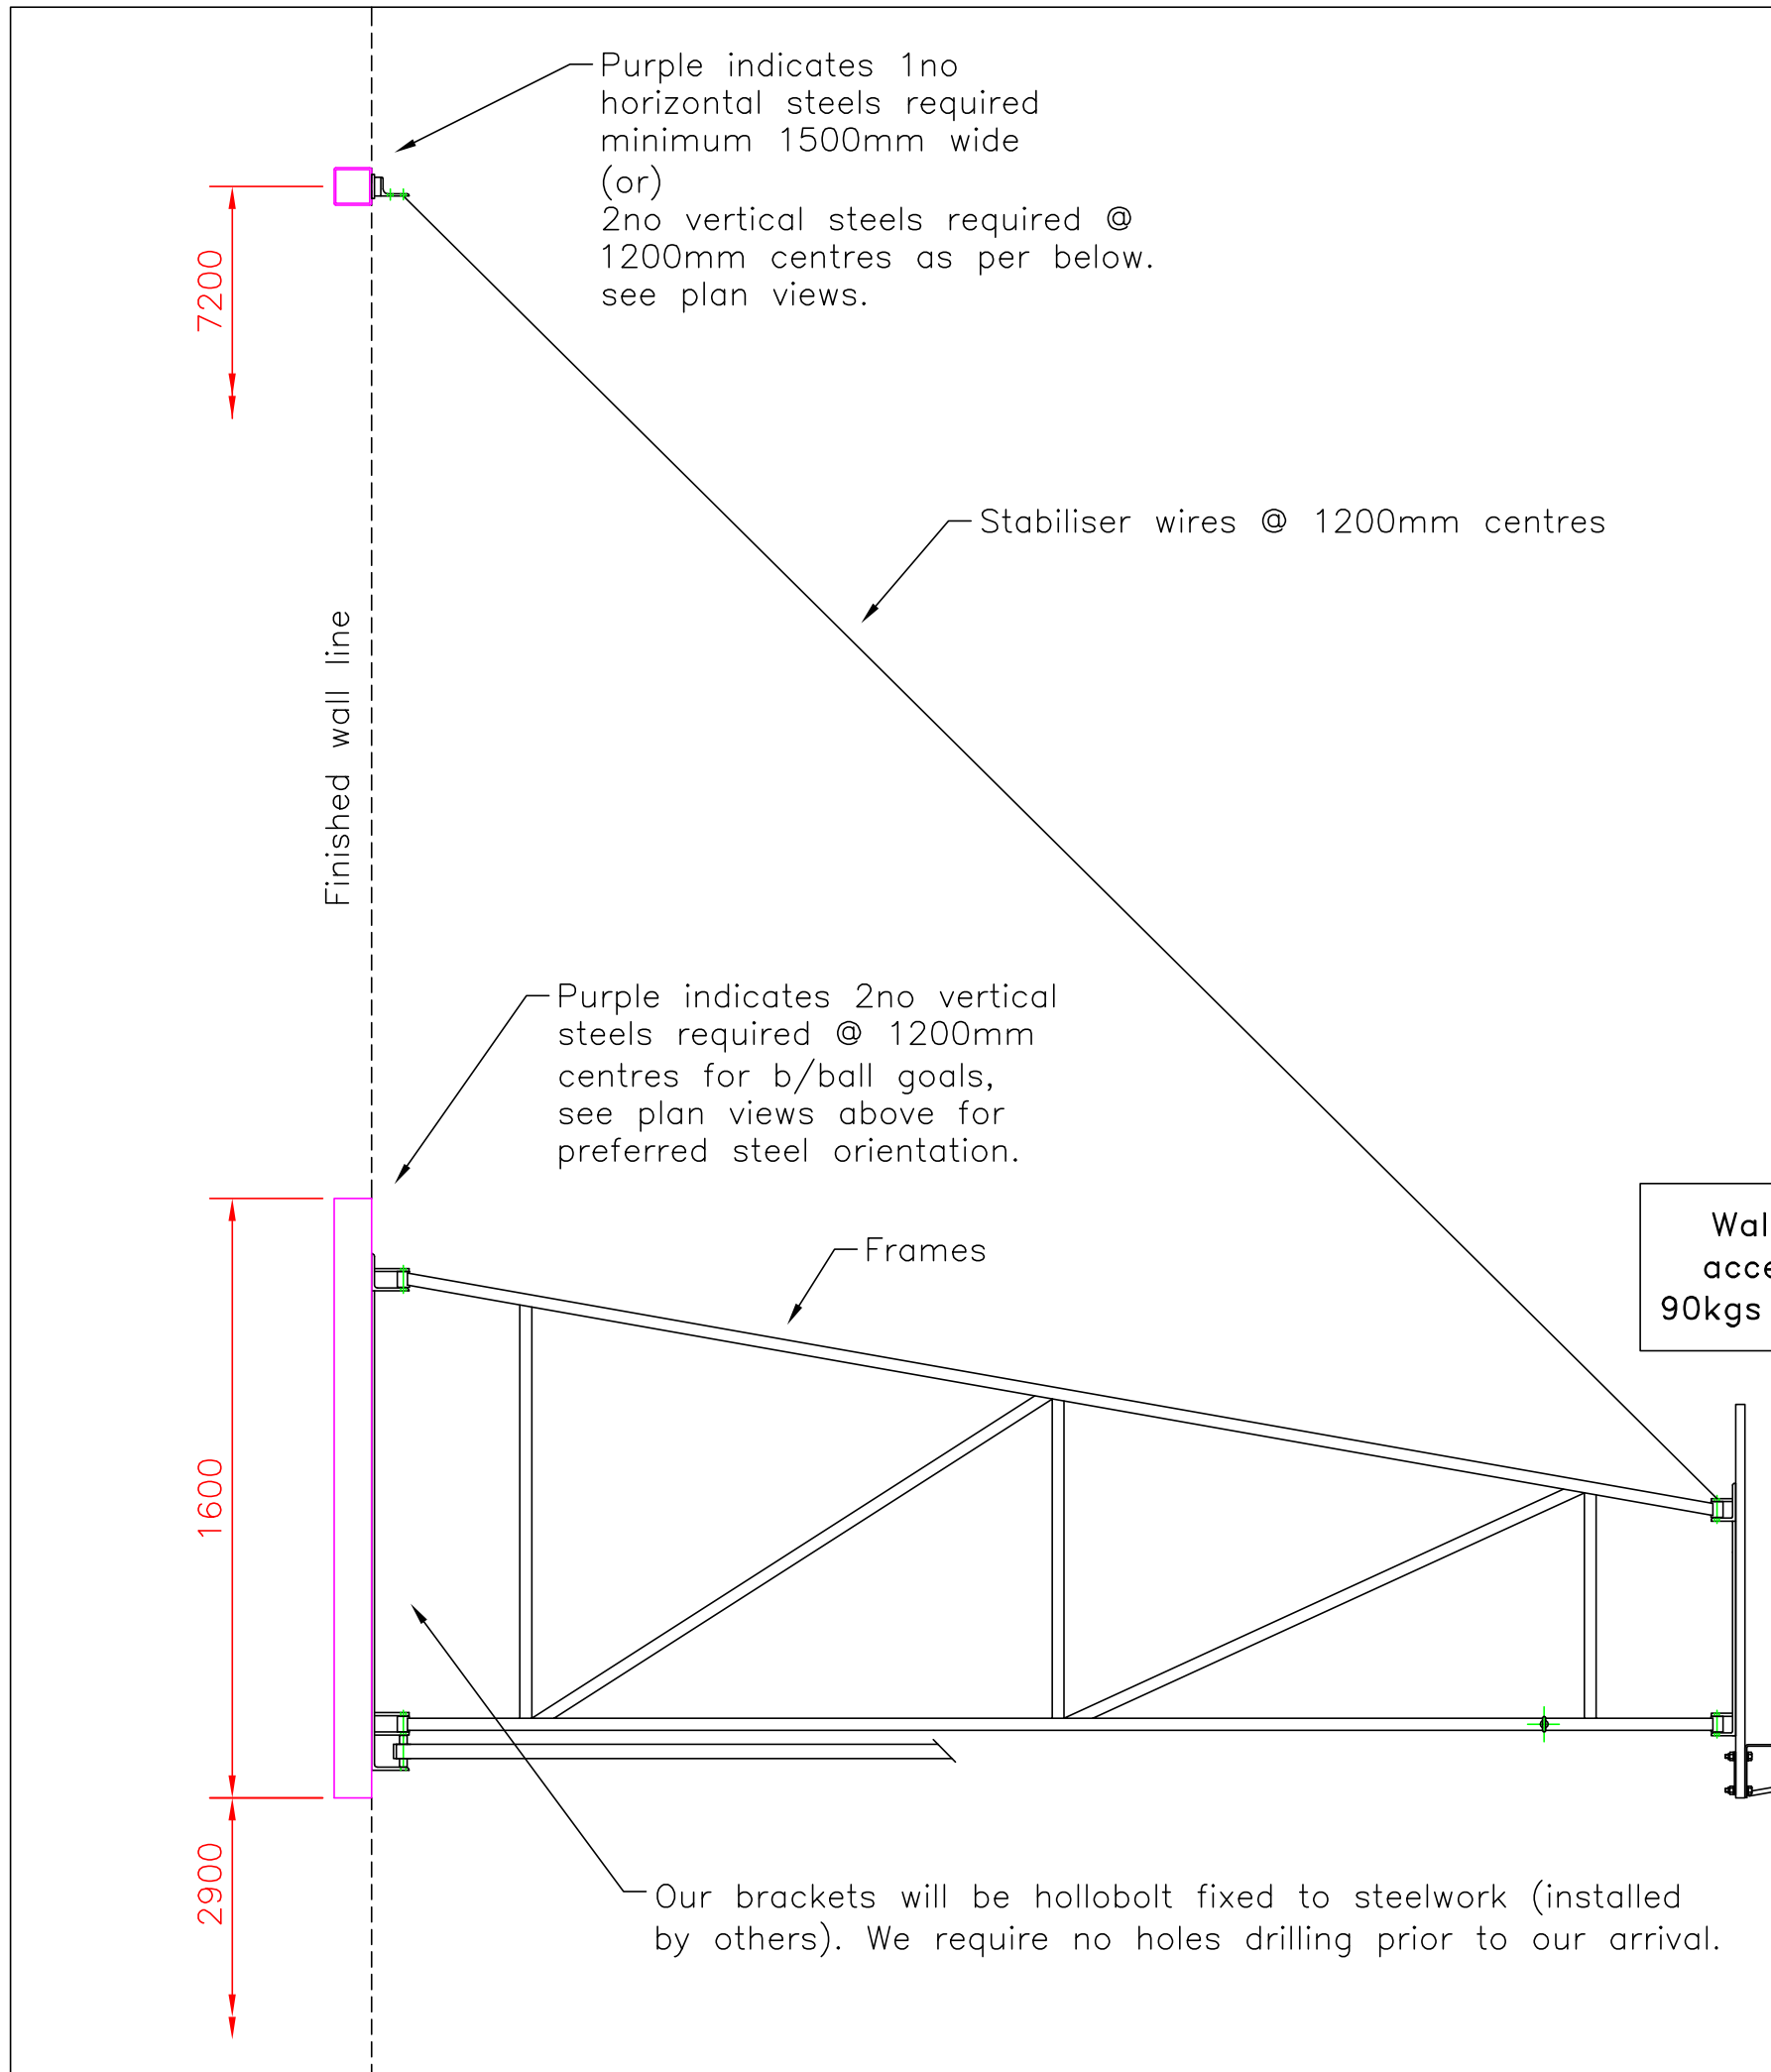 Purple indicates 1no
horizontal steels required
minimum 1500mm wide
(or)
2no vertical steels required @
1200mm centres as per below.
see plan views.
7200
Stabiliser wires @ 1200mm centres
Finished wall line
Purple indicates 2no vertical
steels required @ 1200mm
centres for b/ball goals,
see plan views above for
preferred steel orientation.
Frames
90kgs
1600
2900
Our brackets will be hollobolt fixed to steelwork (installed
by others). We require no holes drilling prior to our arrival.